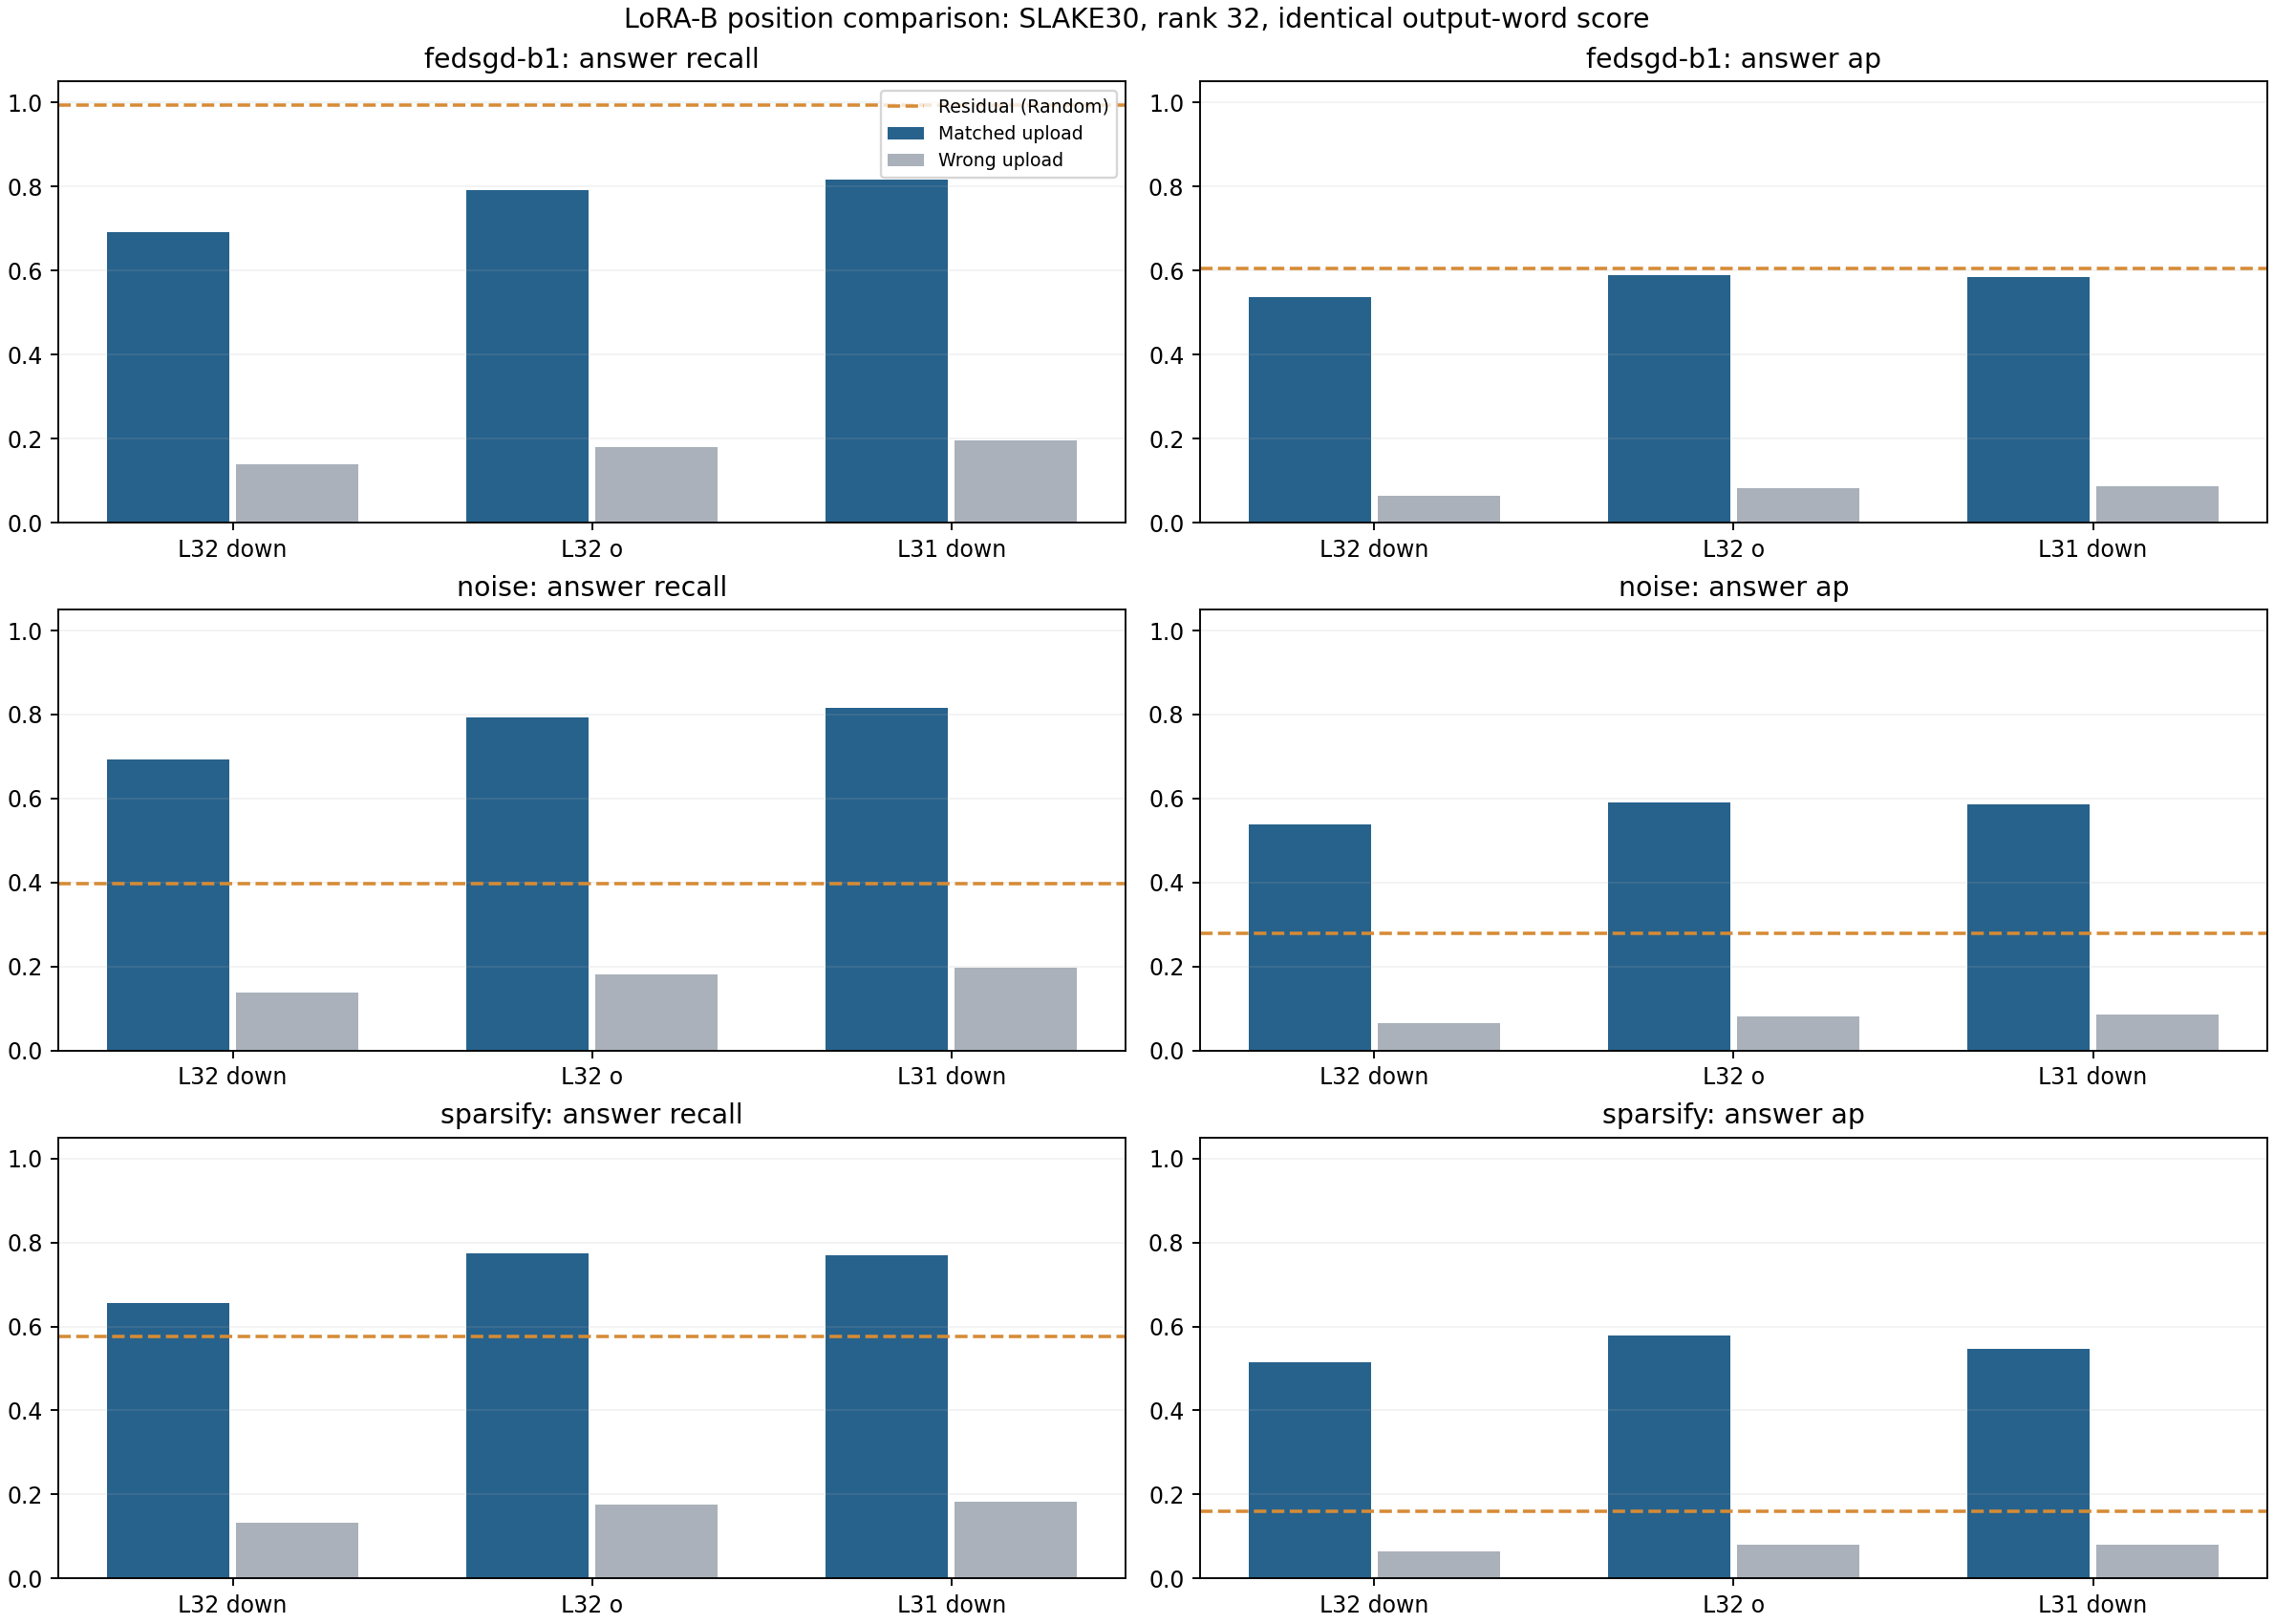 LoRA-B position comparison: SLAKE30, rank 32, identical output-word score
fedsgd-b1: answer recall
1.0
0.8
0.6
0.4
0.2
0.0
Residual (Random)
Matched upload
Wrong upload
L32 down
L32 o
L31 down
fedsgd-b1: answer ap
1.0
0.8
0.6
0.4
0.2
0.0
L32 down
L32 o
L31 down
noise: answer recall
1.0
0.8
0.6
0.4
0.2
0.0
L32 down
L32 o
L31 down
noise: answer ap
1.0
0.8
0.6
0.4
0.2
0.0
L32 down
L32 o
L31 down
sparsify: answer recall
1.0
0.8
0.6
0.4
0.2
0.0
L32 down
L32 o
L31 down
sparsify: answer ap
1.0
0.8
0.6
0.4
0.2
0.0
L32 down
L32 o
L31 down